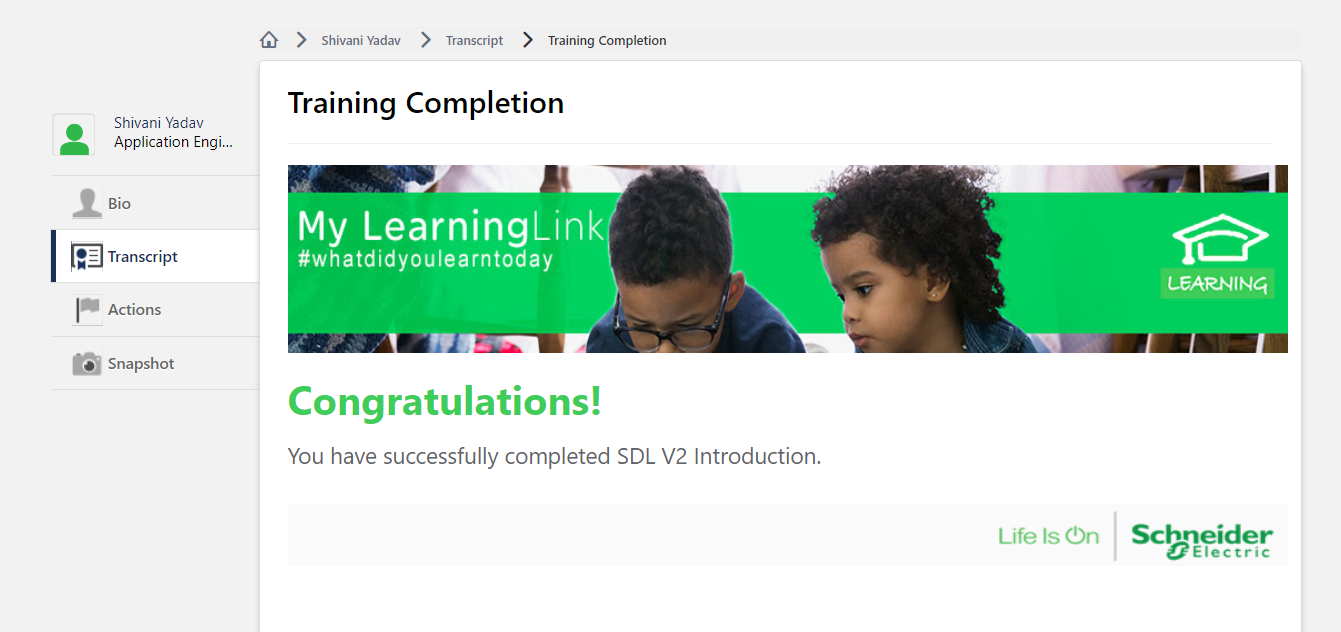 Shivani Yadav
Transcript
Training Completion
Shivani Yadav
Application Engi...
Bio
Transcript
Actions
Snapshot
Training Completion
My LearningLink
#whatdidyoulearntoday
LEARNING
Congratulations!
You have successfully completed SDL V2 Introduction.
Life Is On
Schneider
Electric